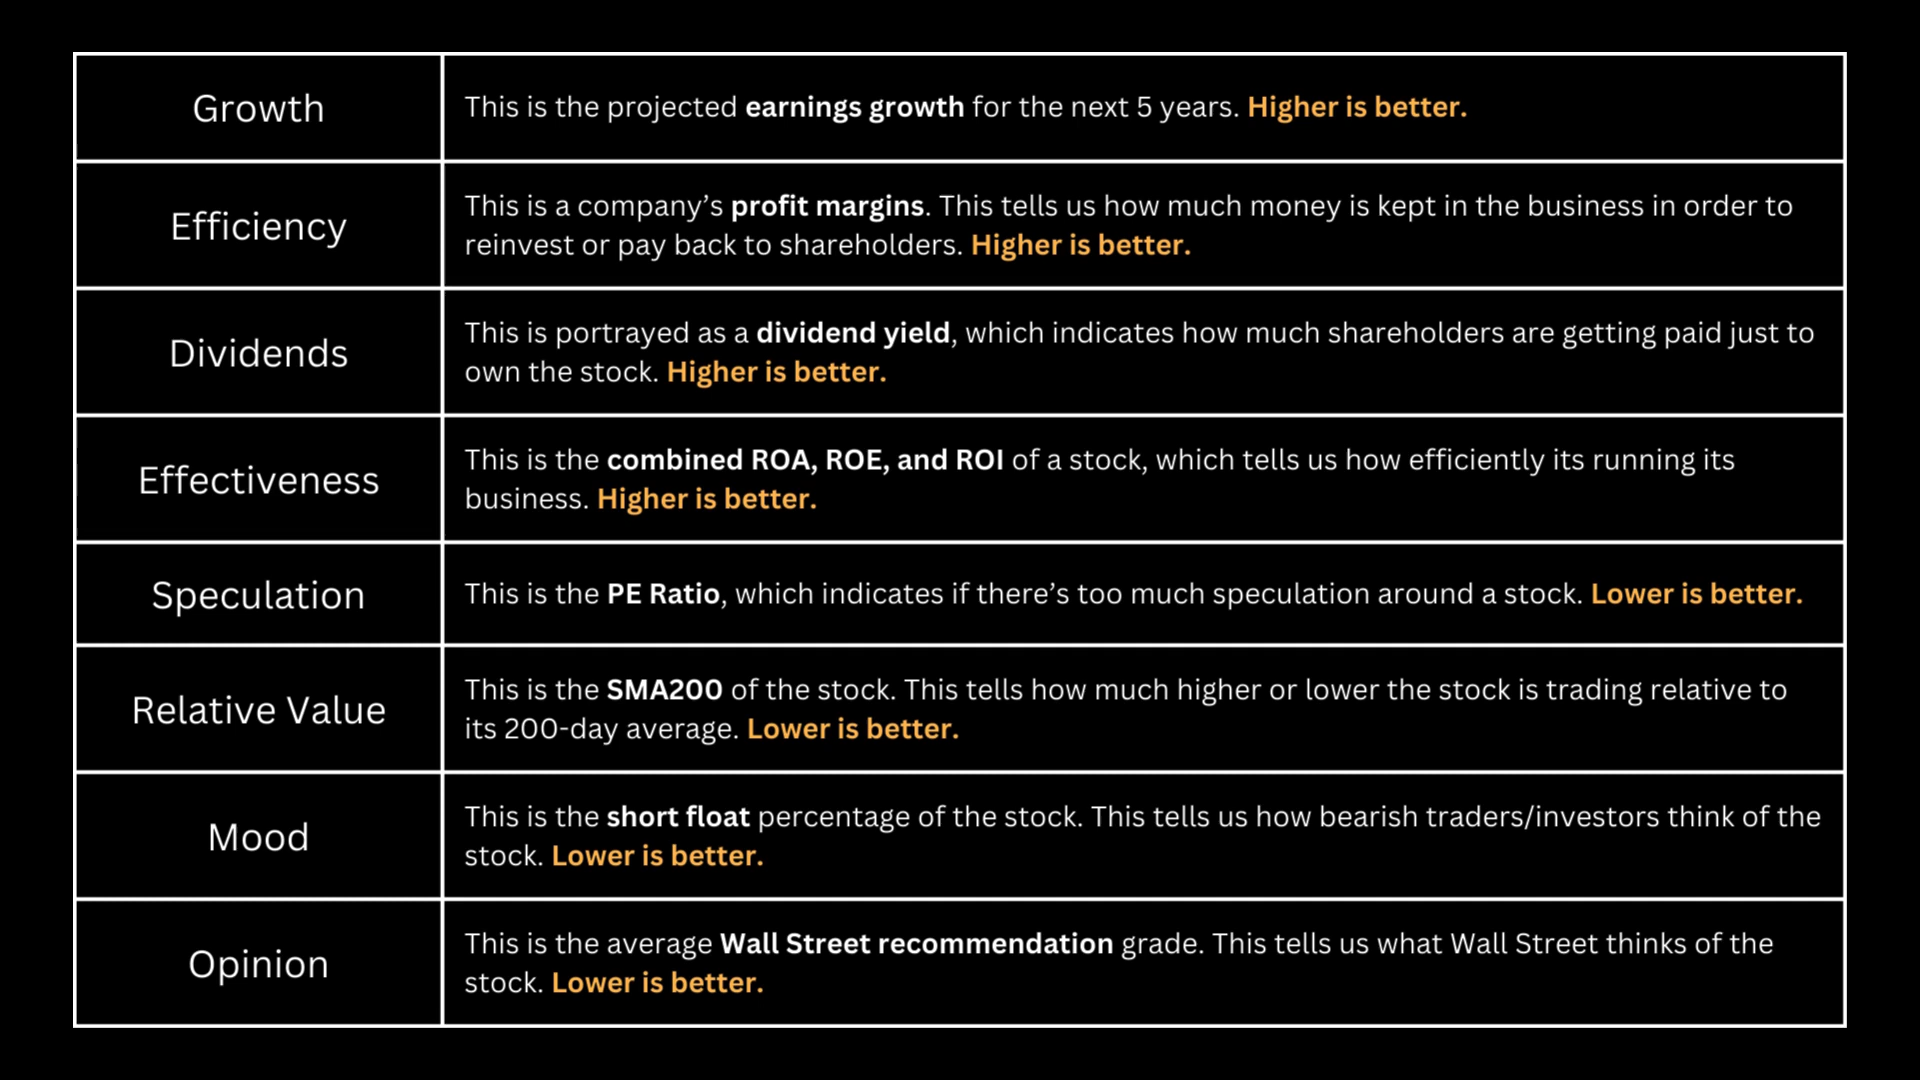 Growth
This is the projected earnings growth for the next 5 years. Higher is better.
Efficiency
This is a company’s profit margins. This tells us how much money is kept in the business in order to
reinvest or pay back to shareholders. Higher is better.
Dividends
This is portrayed as a dividend yield, which indicates how much shareholders are getting paid just to
own the stock. Higher is better.
Effectiveness
This is the combined ROA, ROE, and ROI of a stock, which tells us how efficiently its running its
business. Higher is better.
Speculation
This is the PE Ratio, which indicates if there’s too much speculation around a stock. Lower is better.
Relative Value
This is the SMA200 of the stock. This tells how much higher or lower the stock is trading relative to
its 200-day average. Lower is better.
Mood
This is the short float percentage of the stock. This tells us how bearish traders/investors think of the
stock. Lower is better.
Opinion
This is the average Wall Street recommendation grade. This tells us what Wall Street thinks of the
stock. Lower is better.